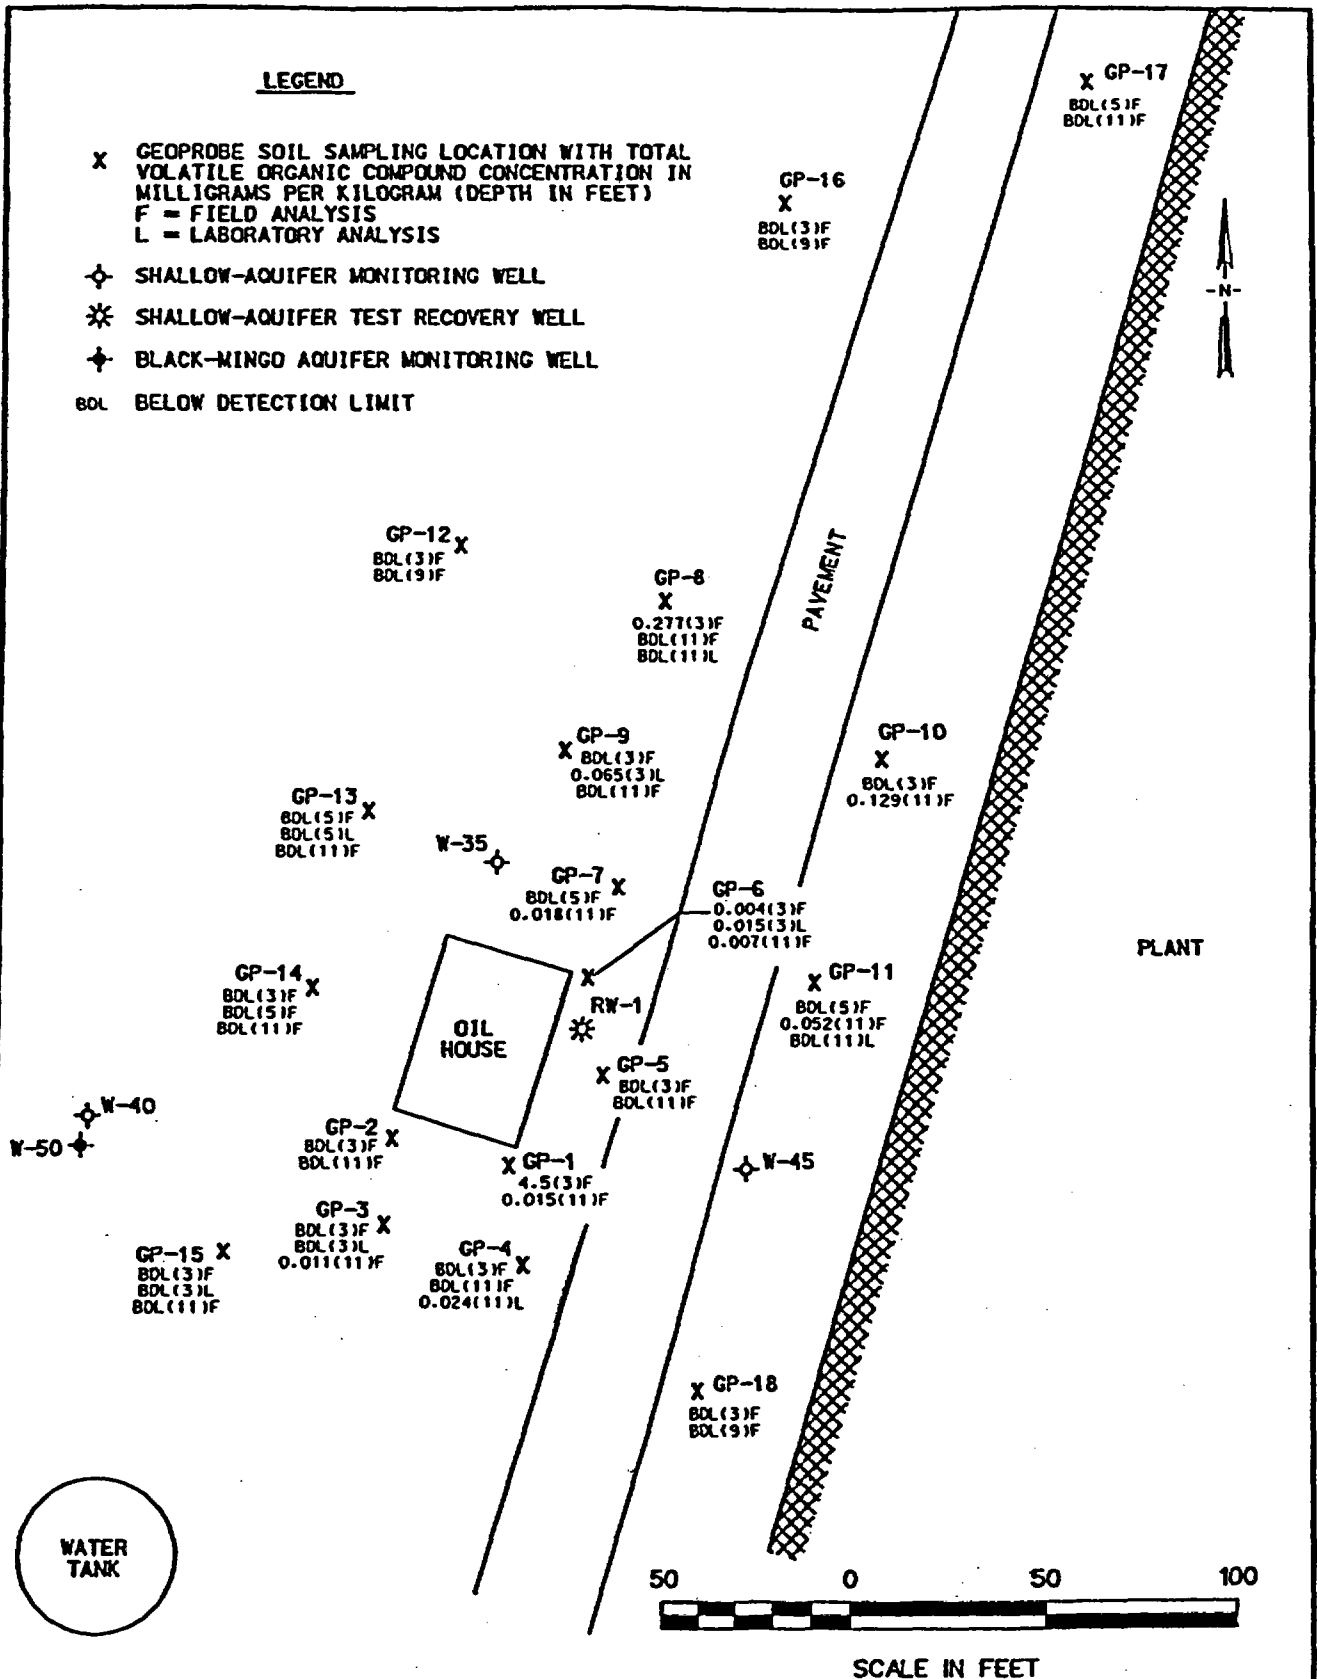 LEGEND
X GEOPROBE SOIL SAMPLING LOCATION WITH TOTAL
VOLATILE ORGANIC COMPOUND CONCENTRATION IN
MILLIGRAMS PER KILOGRAM (DEPTH IN FEET)
F = FIELD ANALYSIS
L = LABORATORY ANALYSIS
SHALLOW-AQUIFER MONITORING WELL
SHALLOW-AQUIFER TEST RECOVERY WELL
BLACK-MINGO AQUIFER MONITORING WELL
BDL BELOW DETECTION LIMIT
X GP-17
BDL(5)F
BDL(11)F
GP-16
X
BDL(3)F
BDL(9)F
-N-
GP-12 X
BDL(3)F
BDL(9)F
GP-8
X
0.277(3)F
BDL(11)F
BDL(11)L
PAVEMENT
X GP-9
BDL(3)F
0.065(3)L
BDL(11)F
GP-10
X
BDL(3)F
0.129(11)F
GP-13 X
BDL(5)F
BDL(5)L
BDL(11)F
W-35
GP-7 X
BDL(5)F
0.018(11)F
GP-6
0.004(3)F
0.015(3)L
0.007(11)F
X
PLANT
GP-14 X
BDL(3)F
BDL(5)F
BDL(11)F
X GP-11
BDL(5)F
0.052(11)F
BDL(11)L
RW-1
OIL
HOUSE
X GP-5
BDL(3)F
BDL(11)F
W-40
W-50
GP-2 X
BDL(3)F
BDL(11)F
X GP-1
4.5(3)F
0.015(11)F
W-45
GP-3 X
BDL(3)F
BDL(3)L
0.011(11)F
GP-15 X
BDL(3)F
BDL(3)L
BDL(11)F
GP-4 X
BDL(3)F
BDL(11)F
0.024(11)L
X GP-18
BDL(3)F
BDL(9)F
WATER
TANK
50 0 50 100
SCALE IN FEET